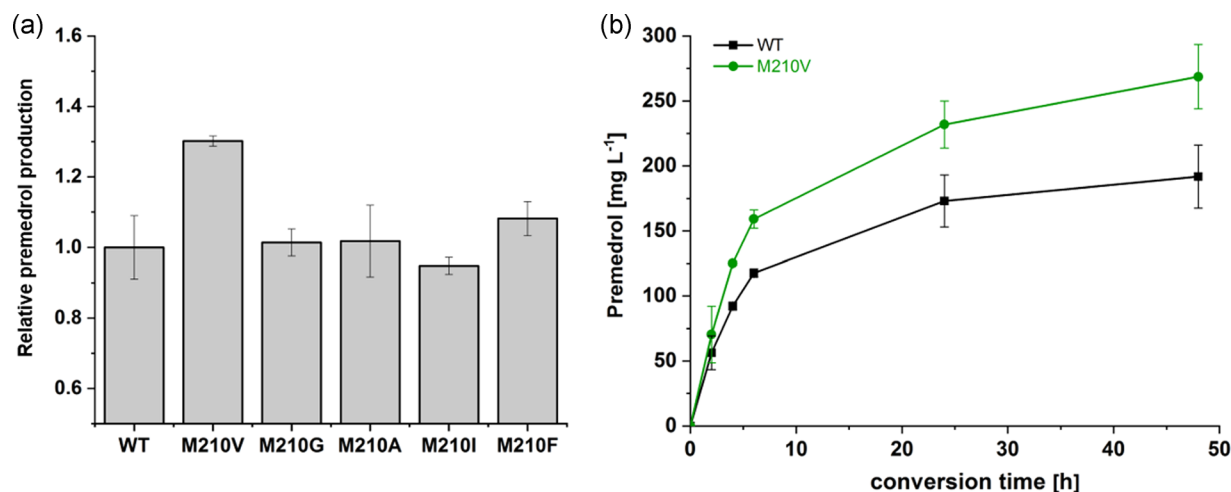 (a)
1.6
1.4
1.2
1.0
0.8
0.6
Relative premedrol production
WT M210V M210G M210A M210I M210F
(b)
WT
M210V
300
250
200
150
100
50
0
Premedrol [mg L⁻¹]
0 10 20 30 40 50
conversion time [h]